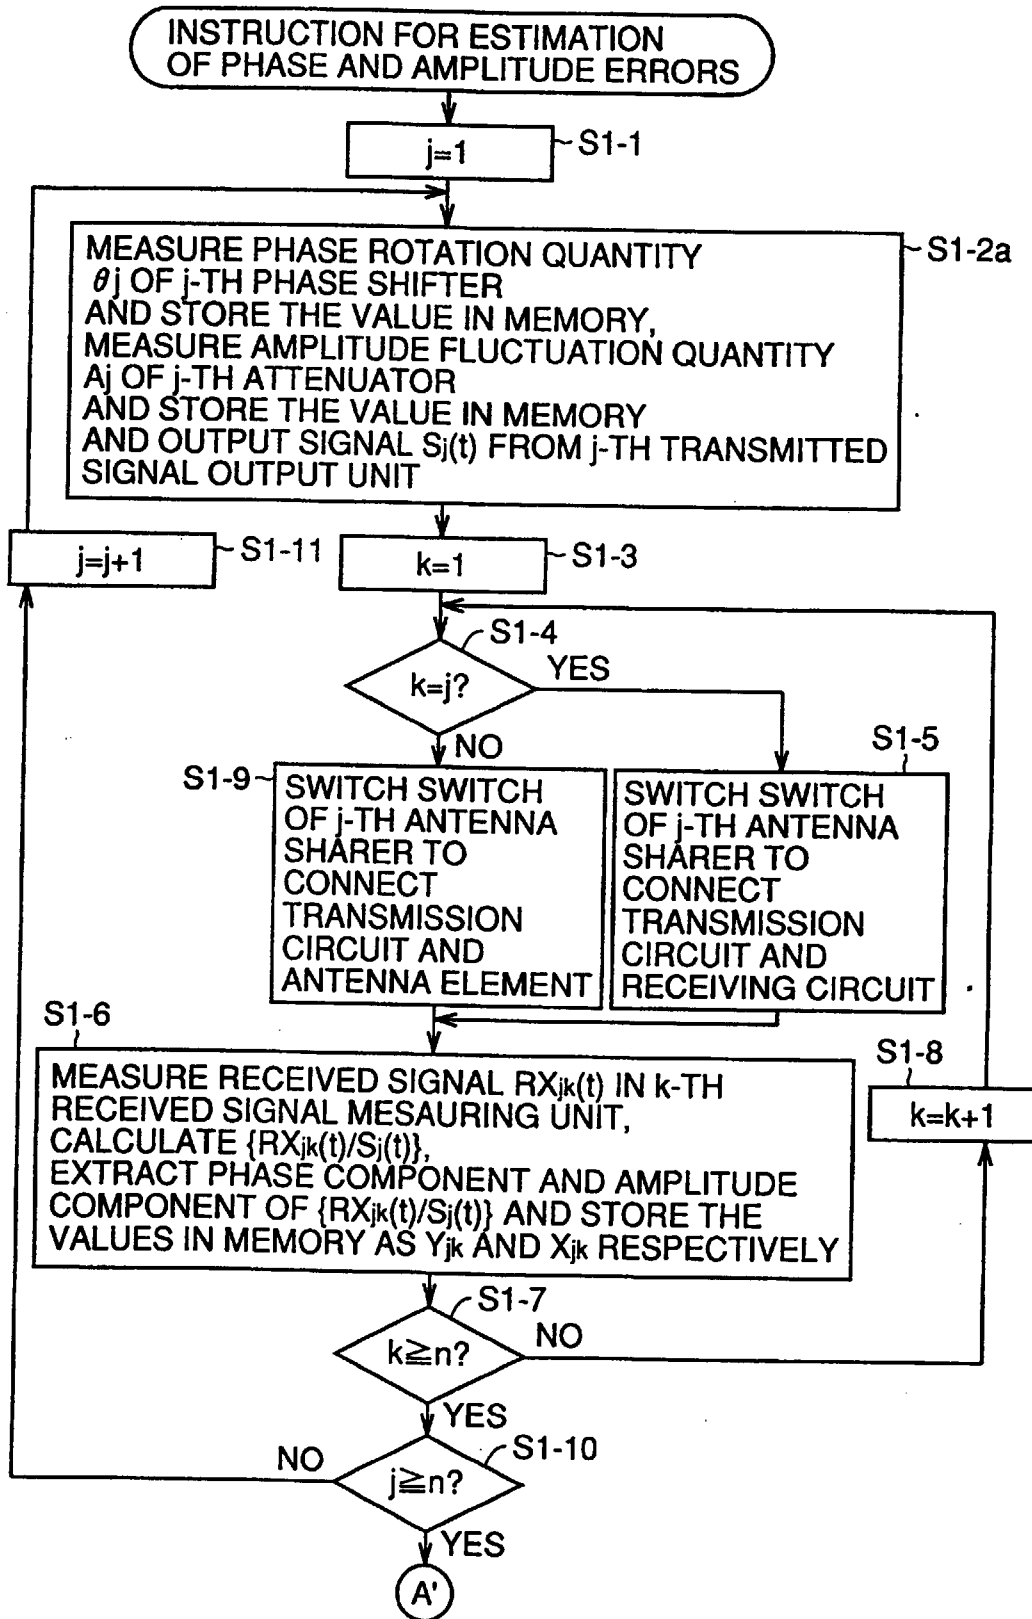 INSTRUCTION FOR ESTIMATION
OF PHASE AND AMPLITUDE ERRORS
j=1
S1-1
MEASURE PHASE ROTATION QUANTITY
θj OF j-TH PHASE SHIFTER
AND STORE THE VALUE IN MEMORY,
MEASURE AMPLITUDE FLUCTUATION QUANTITY
Aj OF j-TH ATTENUATOR
AND STORE THE VALUE IN MEMORY
AND OUTPUT SIGNAL Sj(t) FROM j-TH TRANSMITTED
SIGNAL OUTPUT UNIT
S1-2a
j=j+1
S1-11
k=1
S1-3
S1-4
k=j?
YES
NO
S1-9
SWITCH SWITCH
OF j-TH ANTENNA
SHARER TO
CONNECT
TRANSMISSION
CIRCUIT AND
ANTENNA ELEMENT
S1-5
SWITCH SWITCH
OF j-TH ANTENNA
SHARER TO
CONNECT
TRANSMISSION
CIRCUIT AND
RECEIVING CIRCUIT
S1-6
MEASURE RECEIVED SIGNAL RXjk(t) IN k-TH
RECEIVED SIGNAL MESAURING UNIT,
CALCULATE {RXjk(t)/Sj(t)},
EXTRACT PHASE COMPONENT AND AMPLITUDE
COMPONENT OF {RXjk(t)/Sj(t)} AND STORE THE
VALUES IN MEMORY AS Yjk AND Xjk RESPECTIVELY
S1-8
k=k+1
S1-7
k≧n?
NO
YES
S1-10
j≧n?
NO
YES
A'